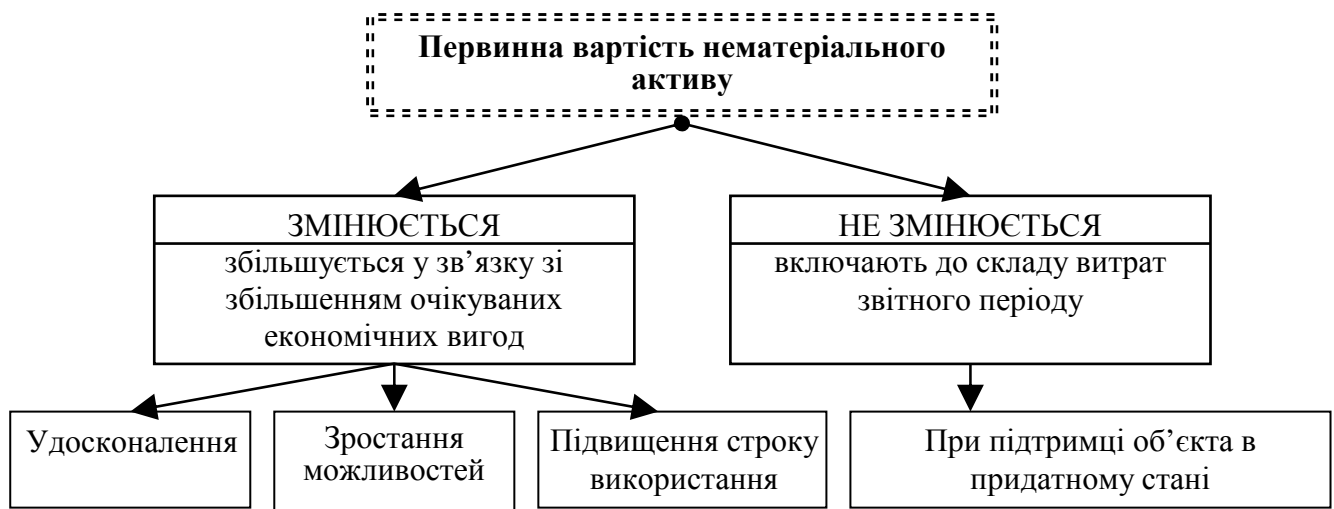 Первинна вартість нематеріального
активу
ЗМІНЮЄТЬСЯ
збільшується у зв’язку зі
збільшенням очікуваних
економічних вигод
НЕ ЗМІНЮЄТЬСЯ
включають до складу витрат
звітного періоду
Удосконалення
Зростання
можливостей
Підвищення строку
використання
При підтримці об’єкта в
придатному стані